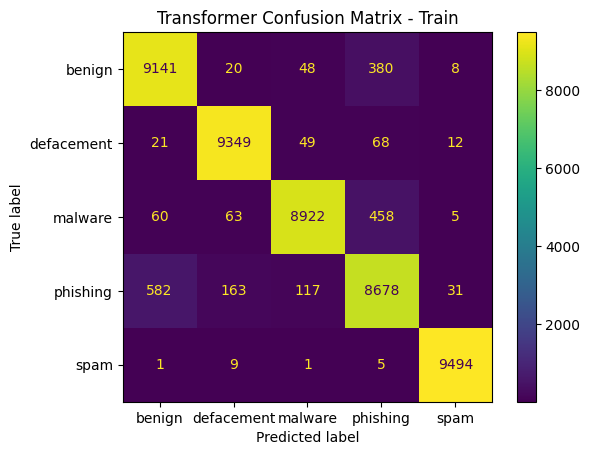 Transformer Confusion Matrix - Train
True label
benign 9141 20 48 380 8
defacement 21 9349 49 68 12
malware 60 63 8922 458 5
phishing 582 163 117 8678 31
spam 1 9 1 5 9494
benign defacement malware phishing spam
Predicted label
8000
6000
4000
2000